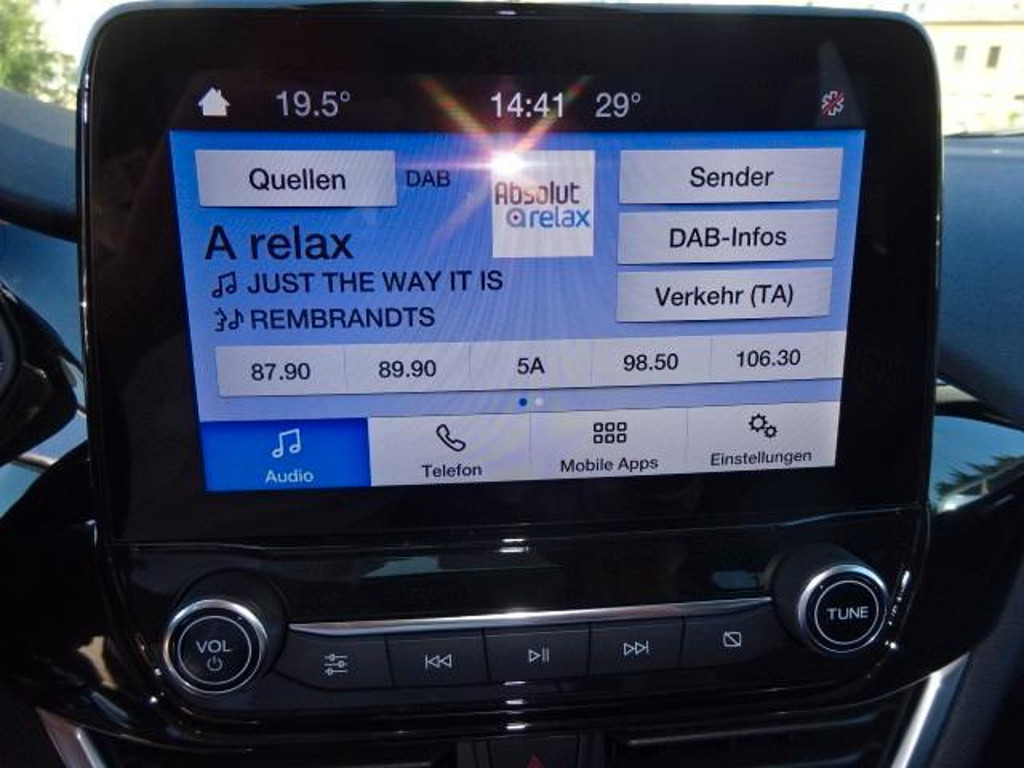 19.5° 14:41 29°
Quellen DAB Absolut relax Sender
A relax DAB-Infos
JUST THE WAY IT IS
REMBRANDTS Verkehr (TA)
87.90 89.90 5A 98.50 106.30
Audio Telefon Mobile Apps Einstellungen
VOL TUNE